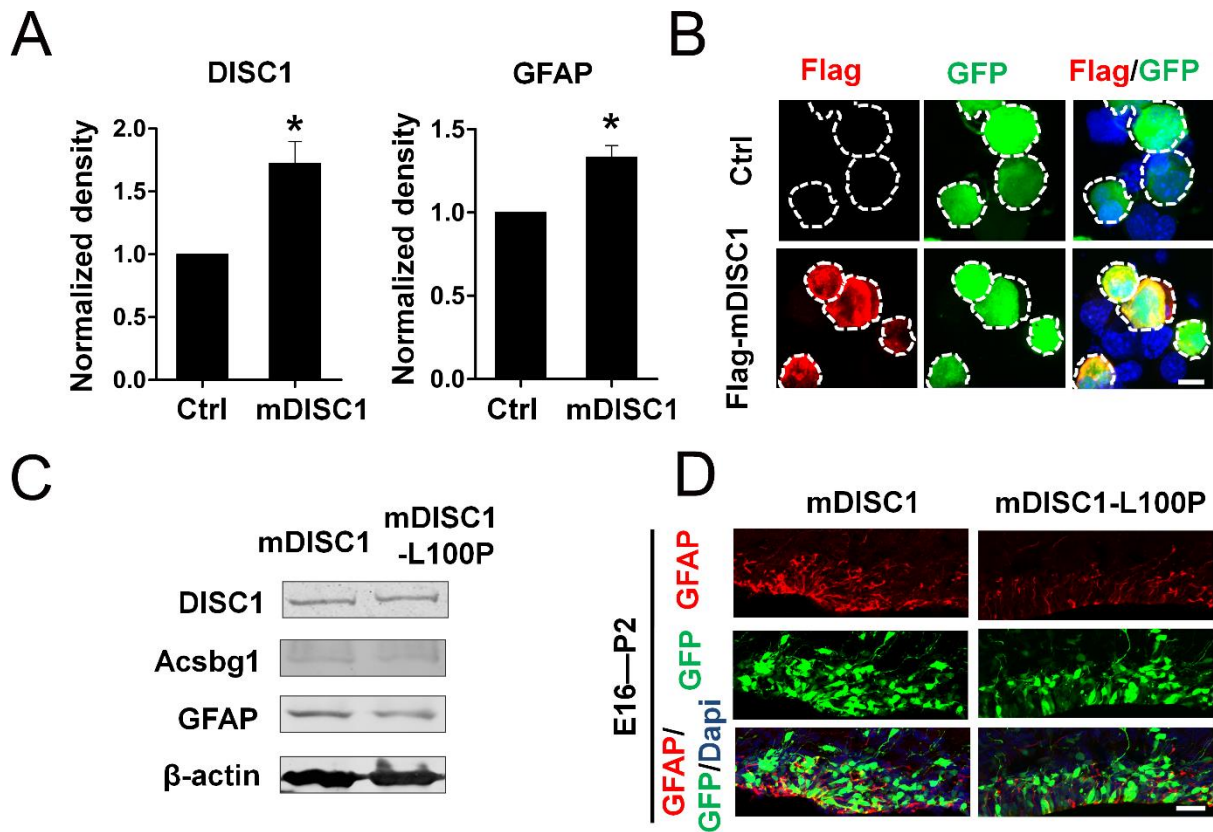 A
DISC1
Normalized density
2.0
1.5
1.0
0.5
0.0
*
Ctrl mDISC1
GFAP
Normalized density
1.5
1.0
0.5
0.0
*
Ctrl mDISC1
B
Flag GFP Flag/GFP
Ctrl
Flag-mDISC1
C
mDISC1 mDISC1
-L100P
DISC1
Acsbg1
GFAP
β-actin
D
mDISC1 mDISC1-L100P
E16—P2
GFAP
GFP
GFAP/
GFP/Dapi